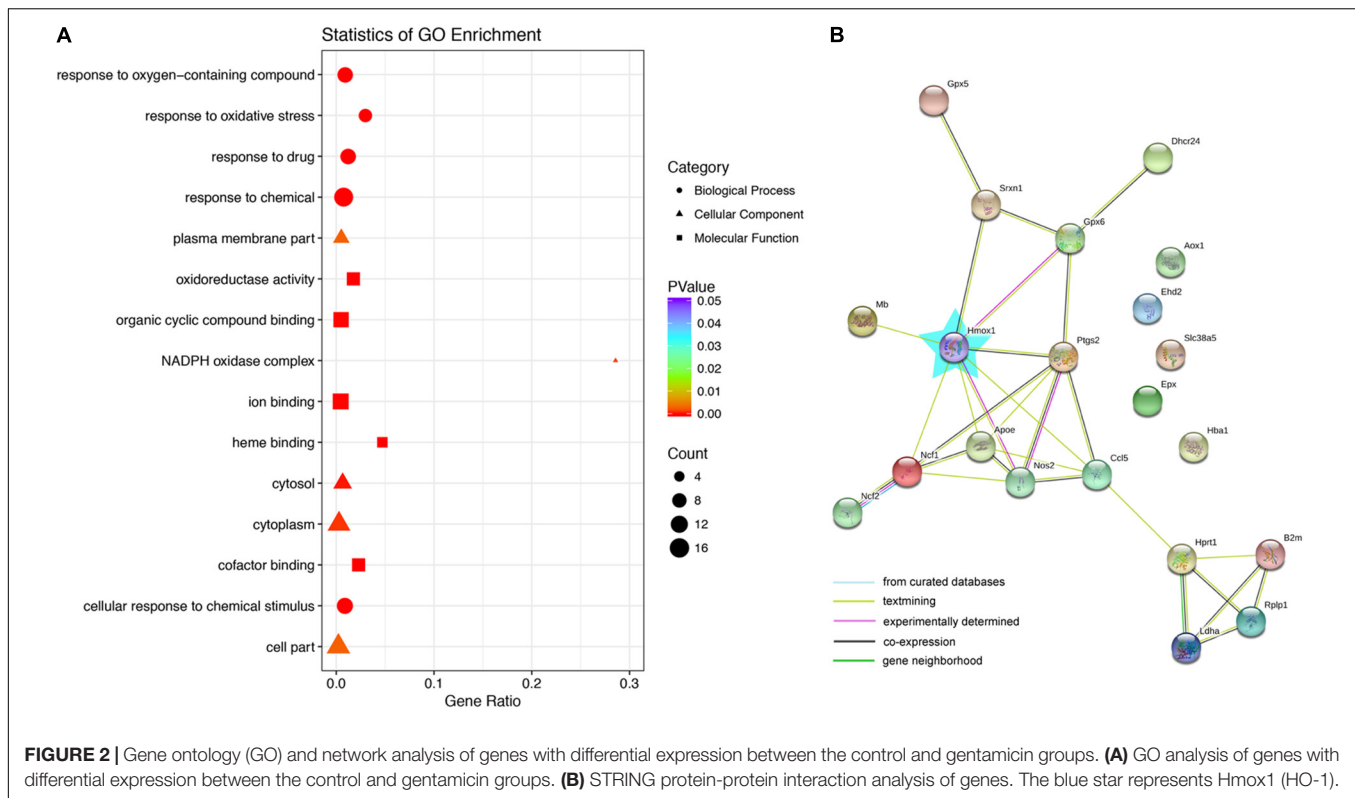 A
Statistics of GO Enrichment
response to oxygen−containing compound
response to oxidative stress
response to drug
response to chemical
plasma membrane part
oxidoreductase activity
organic cyclic compound binding
NADPH oxidase complex
ion binding
heme binding
cytosol
cytoplasm
cofactor binding
cellular response to chemical stimulus
cell part
0.0 0.1 0.2 0.3
Gene Ratio
Category
Biological Process
Cellular Component
Molecular Function
PValue
0.05
0.04
0.03
0.02
0.01
0.00
Count
4
8
12
16
B
Gpx5
Dhcr24
Srxn1
Gpx6
Aox1
Ehd2
Mb
Hmox1
Ptgs2
Slc38a5
Epx
Apoe
Hba1
Ncf1
Nos2
Ccl5
Ncf2
Hprt1
B2m
Rplp1
Ldha
from curated databases
textmining
experimentally determined
co-expression
gene neighborhood
FIGURE 2 | Gene ontology (GO) and network analysis of genes with differential expression between the control and gentamicin groups. (A) GO analysis of genes with
differential expression between the control and gentamicin groups. (B) STRING protein-protein interaction analysis of genes. The blue star represents Hmox1 (HO-1).